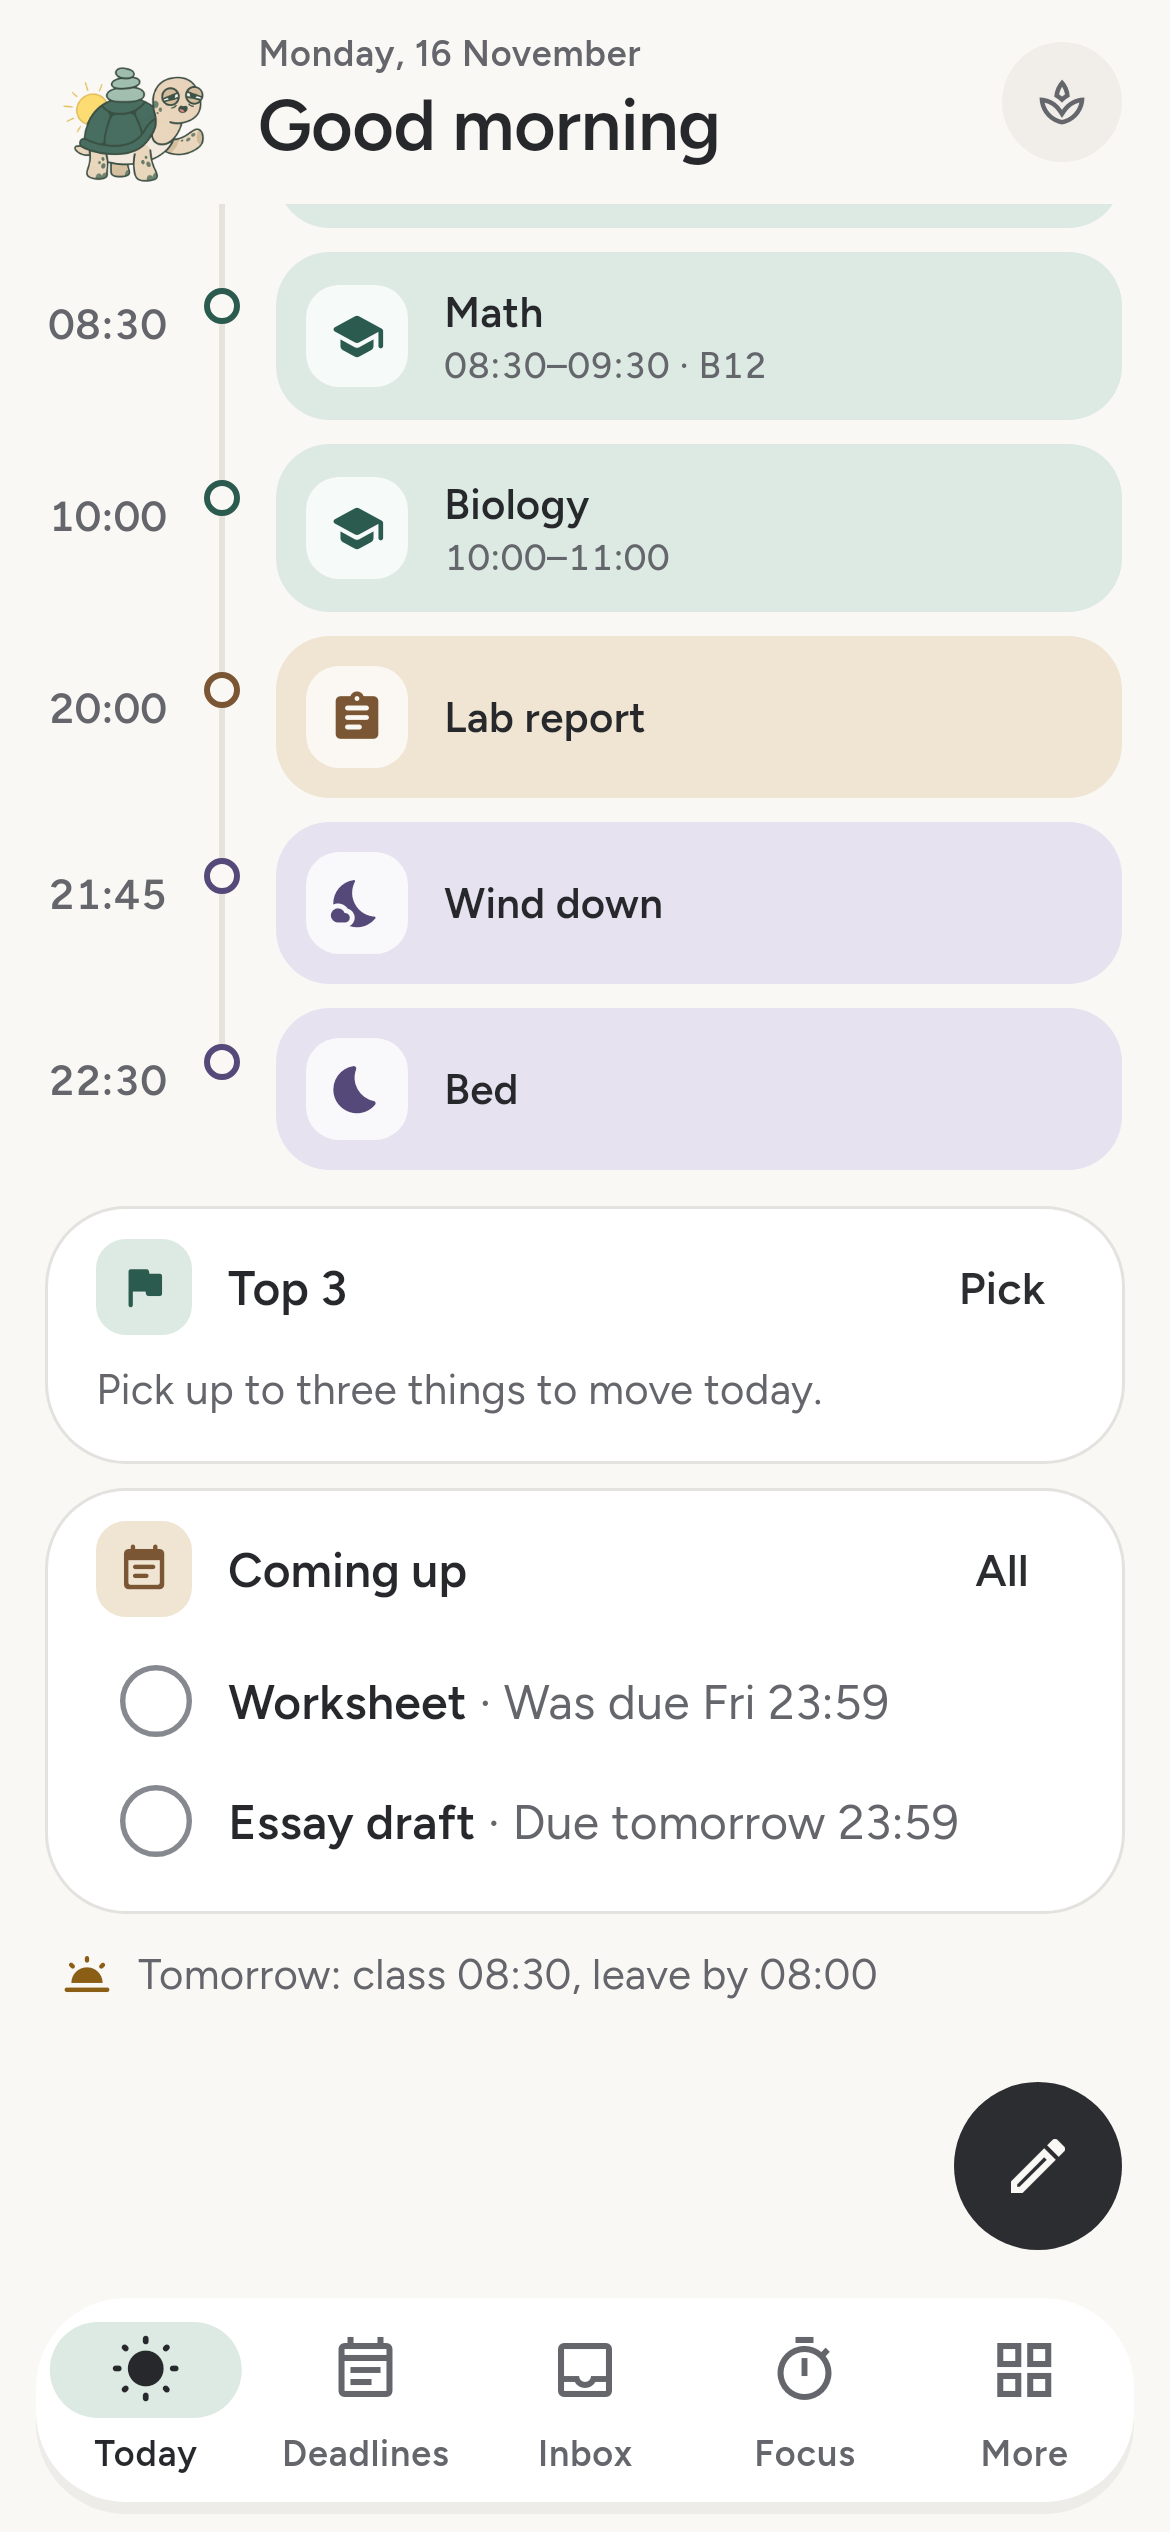 Monday, 16 November
Good morning
08:30
Math
08:30–09:30 · B12
10:00
Biology
10:00–11:00
20:00
Lab report
21:45
Wind down
22:30
Bed
Top 3
Pick
Pick up to three things to move today.
Coming up
All
Worksheet · Was due Fri 23:59
Essay draft · Due tomorrow 23:59
Tomorrow: class 08:30, leave by 08:00
Today
Deadlines
Inbox
Focus
More